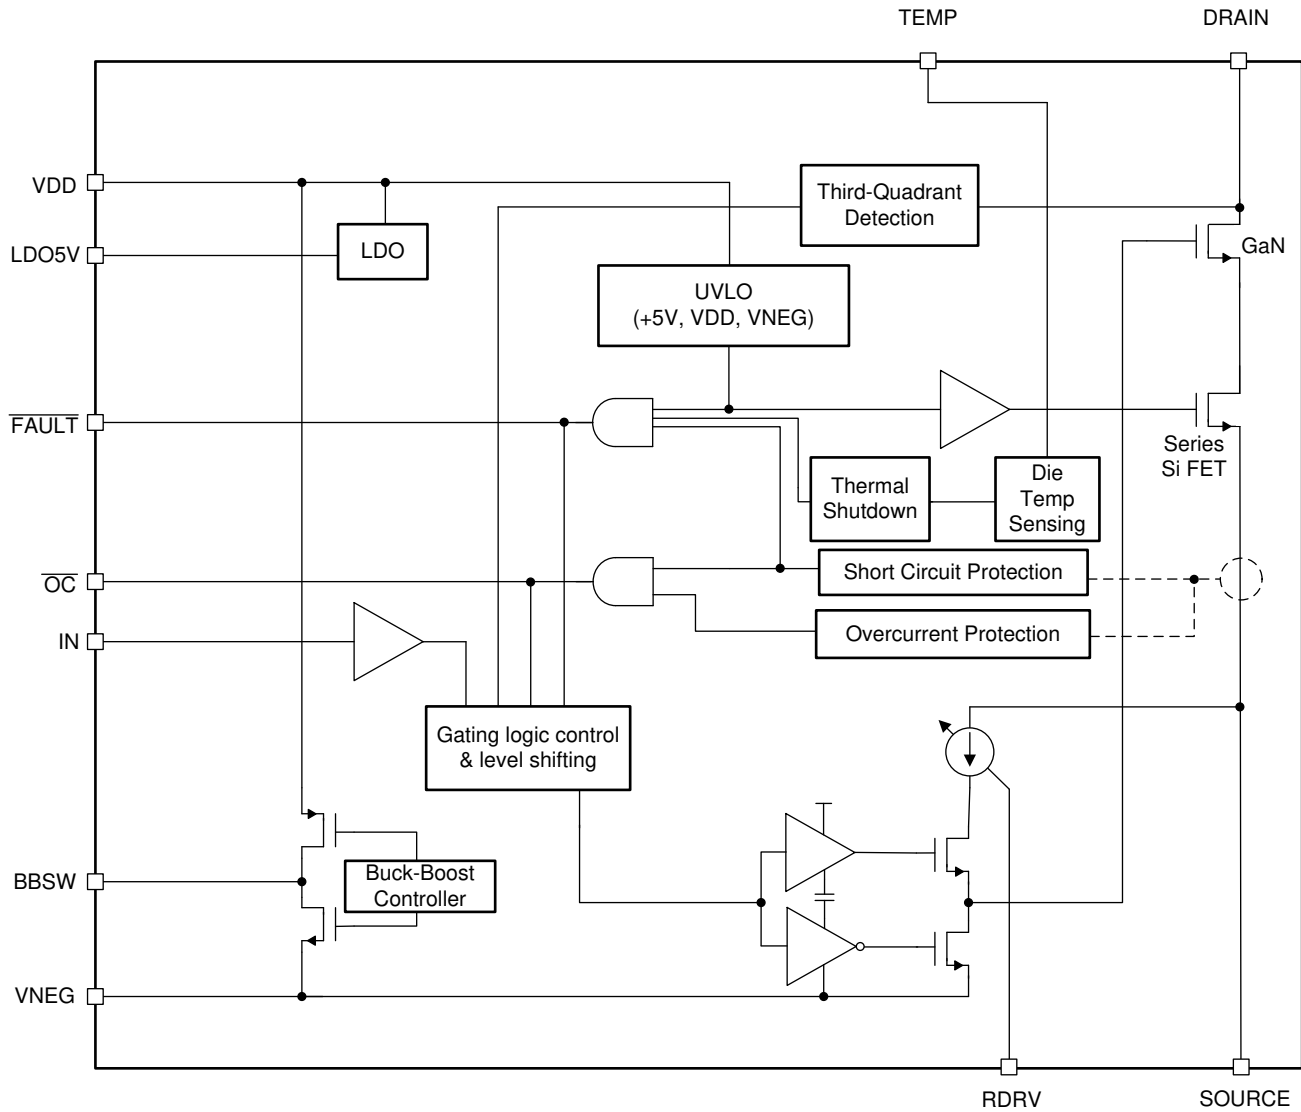 TEMP
DRAIN
VDD
Third-Quadrant
Detection
LDO5V
LDO
GaN
UVLO
(+5V, VDD, VNEG)
FAULT
Series
Si FET
Thermal
Shutdown
Die
Temp
Sensing
OC
Short Circuit Protection
IN
Overcurrent Protection
Gating logic control
& level shifting
BBSW
Buck-Boost
Controller
VNEG
RDRV
SOURCE